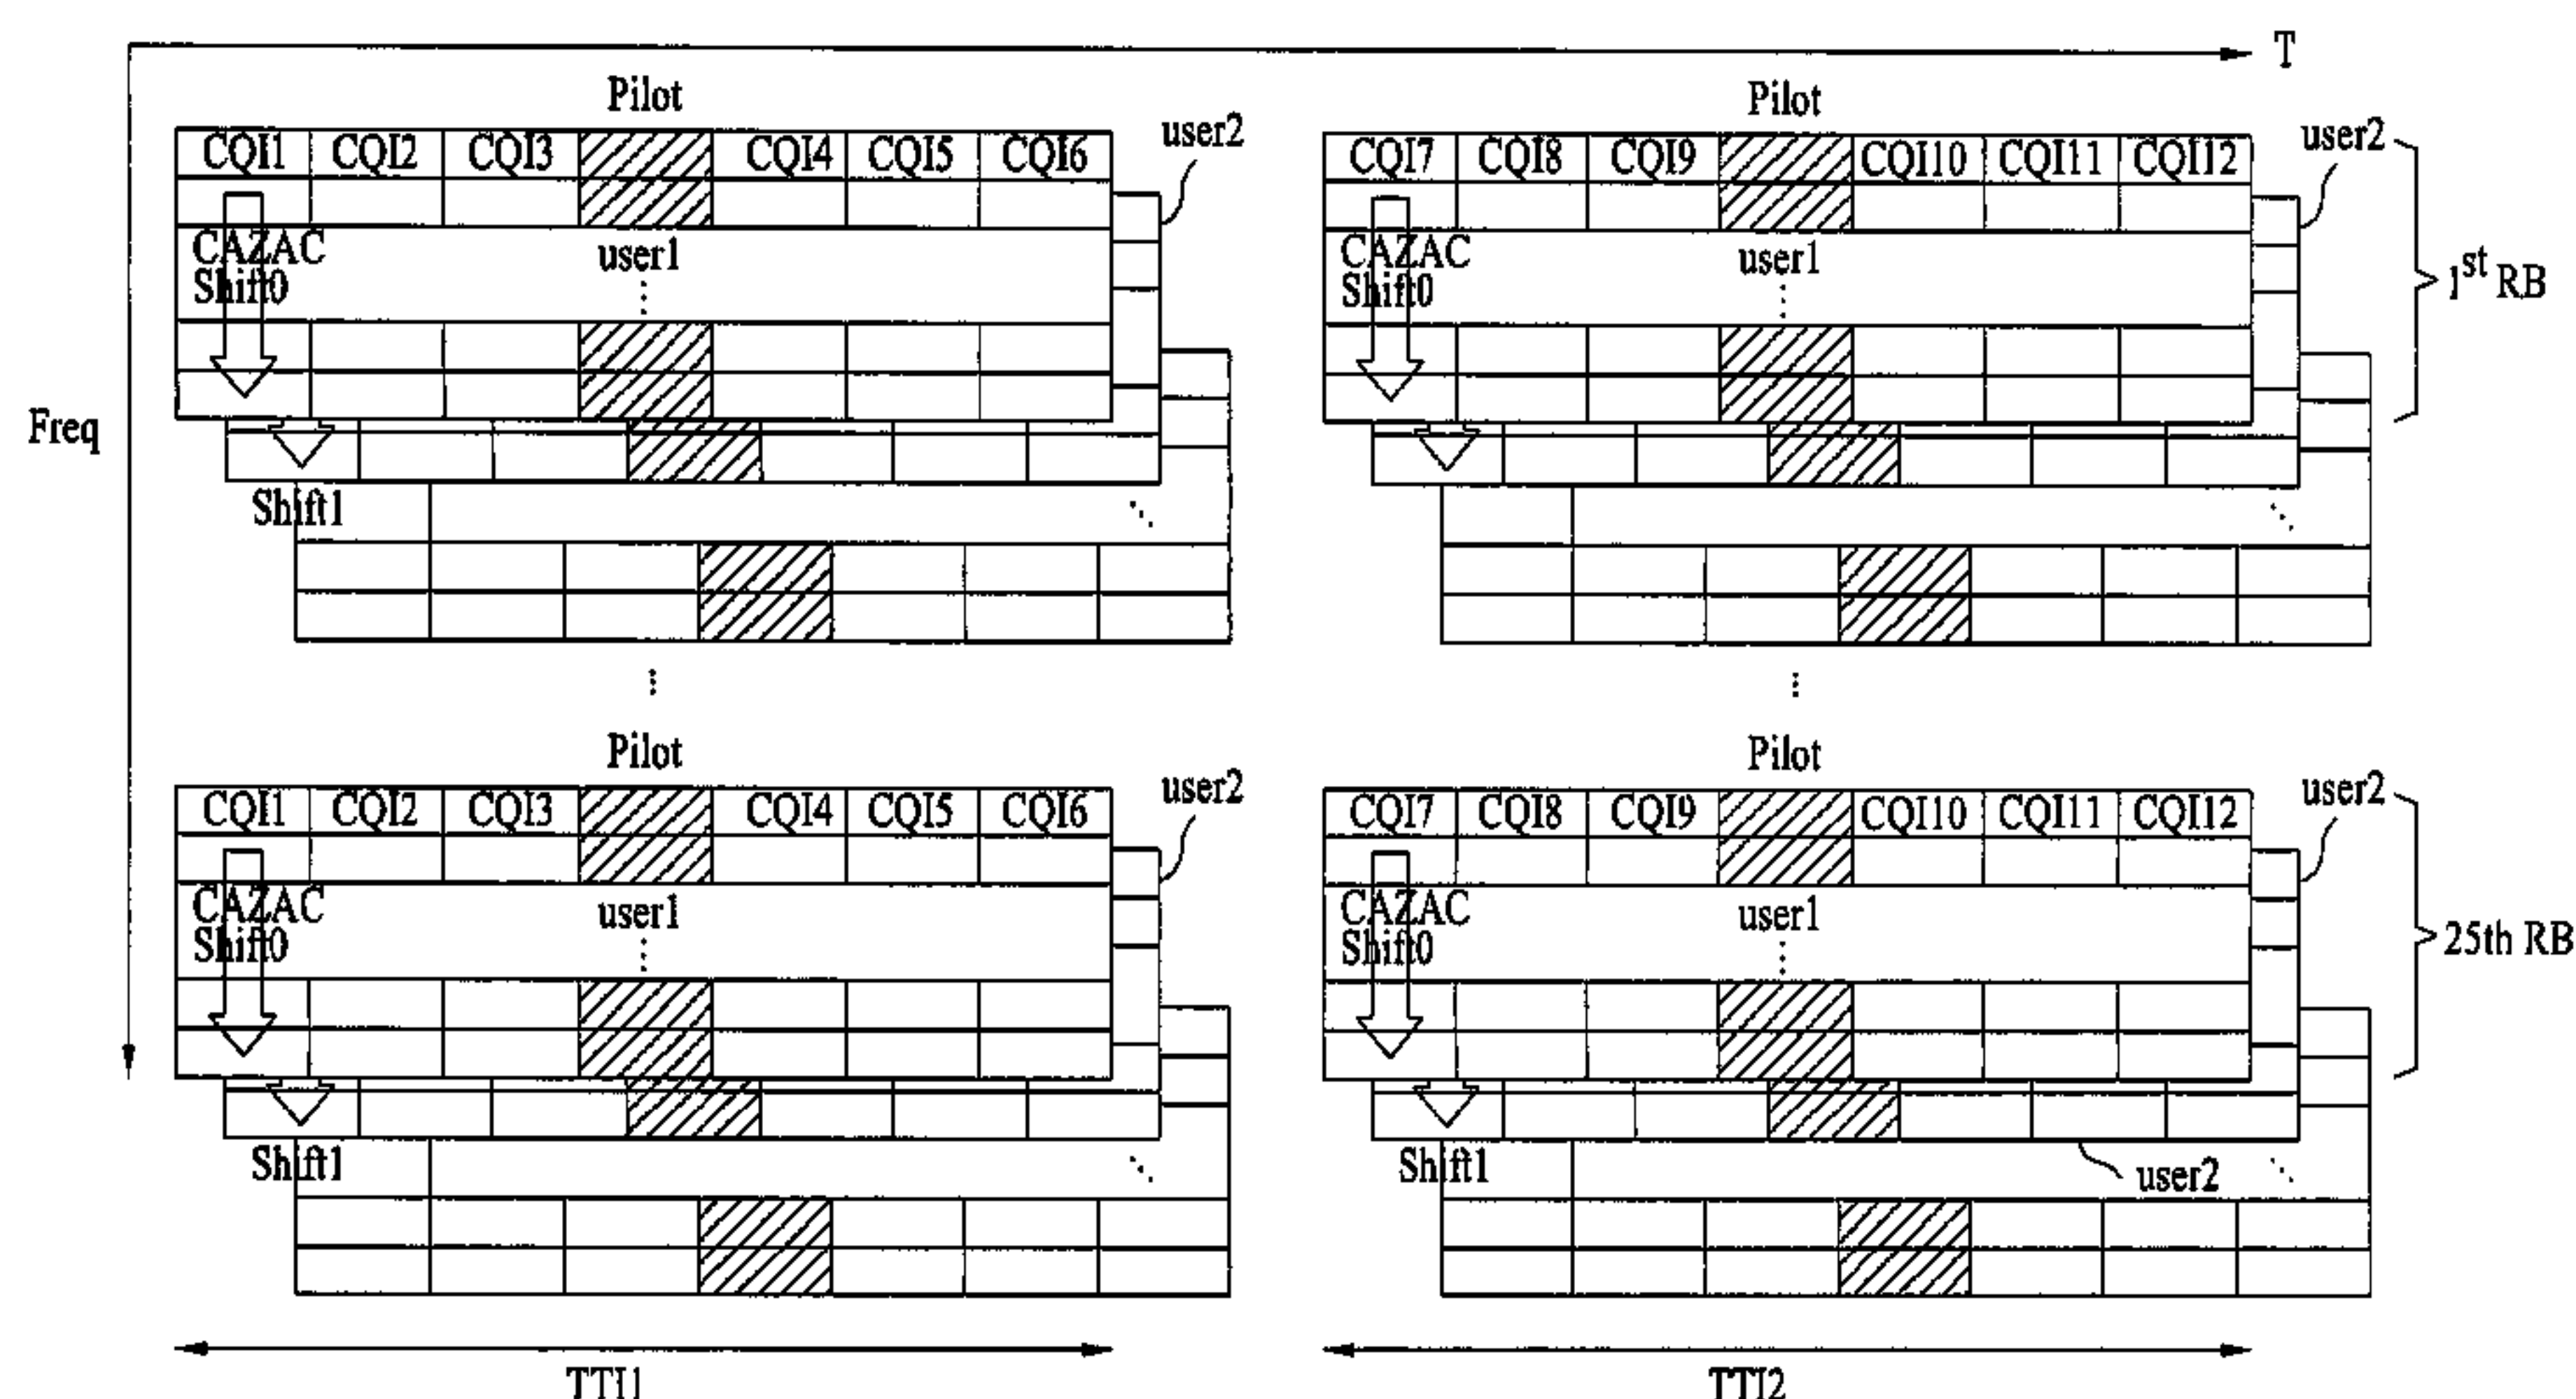 T
Pilot
Pilot
user2
user2
CQI1 CQI2 CQI3 CQI4 CQI5 CQI6
CQI7 CQI8 CQI9 CQI10 CQI11 CQI12
CAZAC
Shift0
user1
CAZAC
Shift0
user1
1st RB
Freq
Shift1
Pilot
Pilot
user2
user2
CQI1 CQI2 CQI3 CQI4 CQI5 CQI6
CQI7 CQI8 CQI9 CQI10 CQI11 CQI12
CAZAC
Shift0
user1
CAZAC
Shift0
user1
25th RB
Shift1
Shift1
user2
TTI1
TTI2